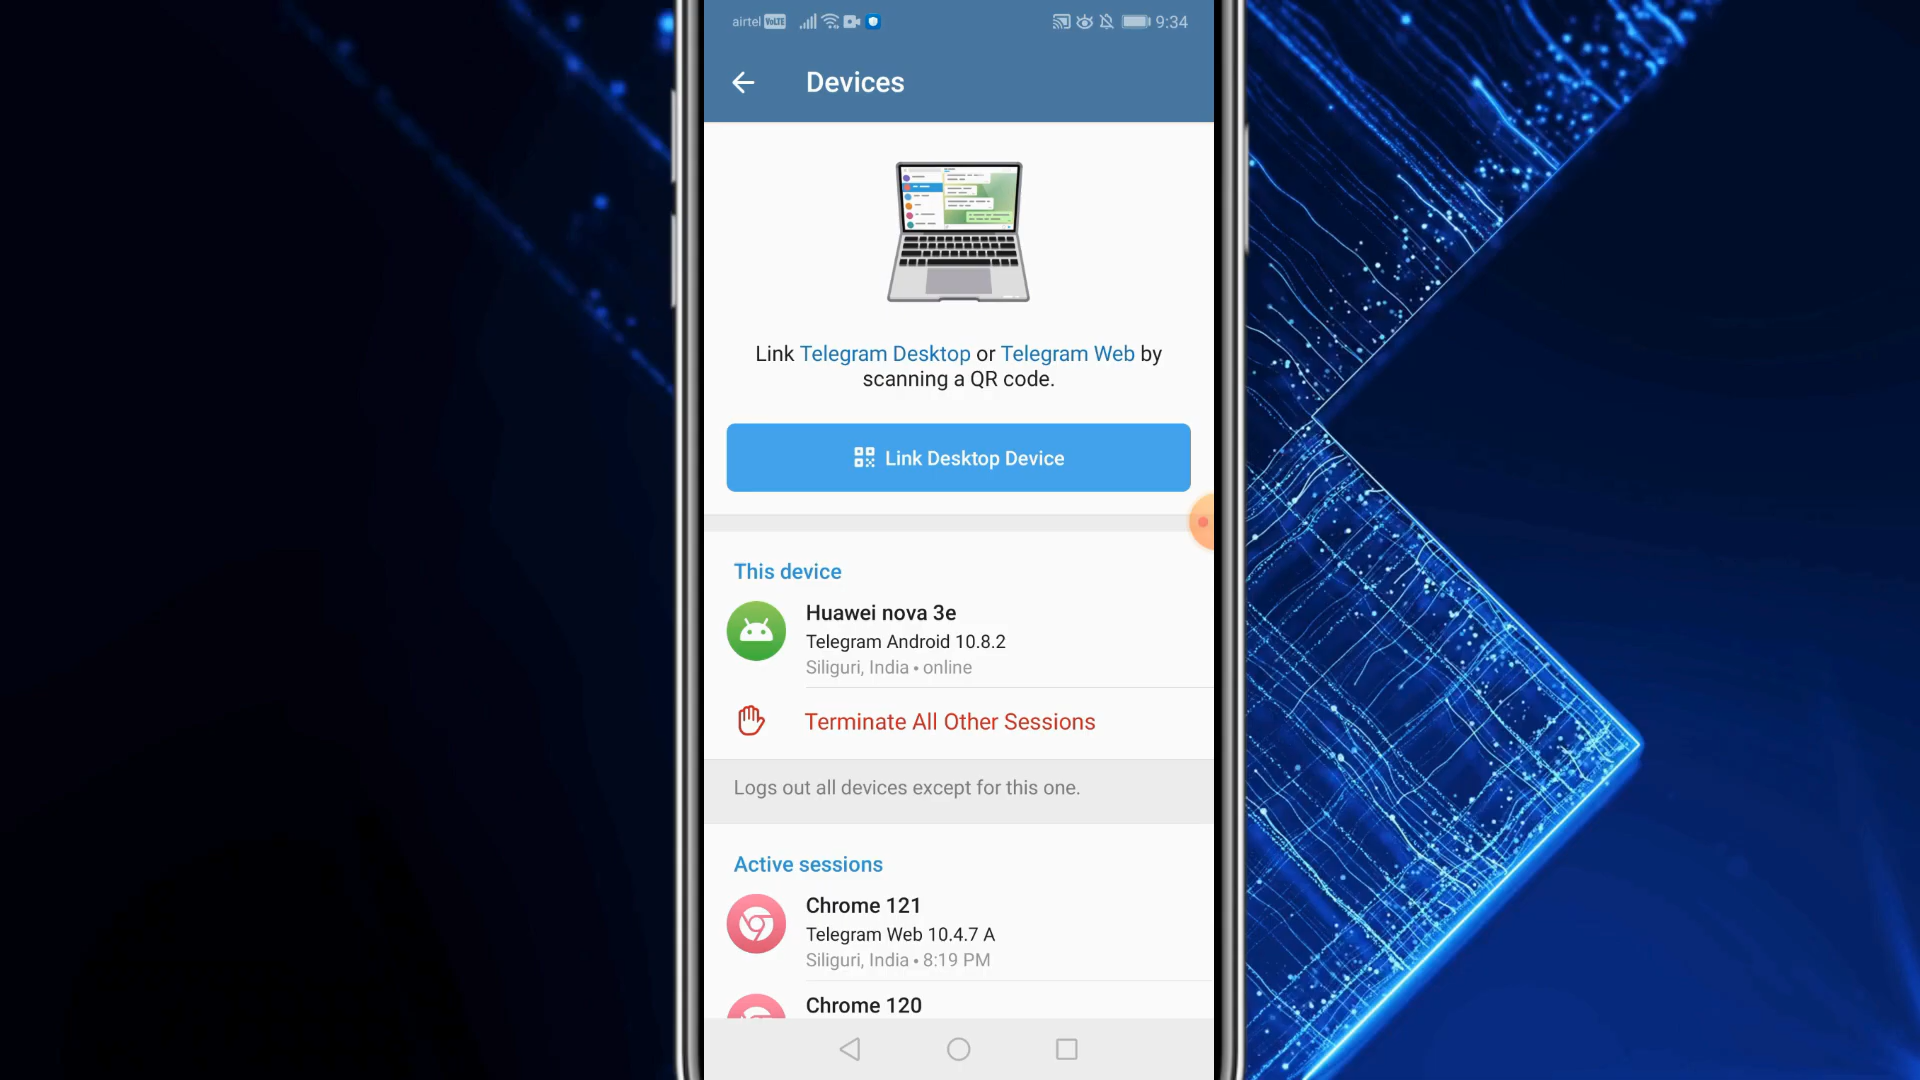 airtel VoLTE 9:34
Devices
Link Telegram Desktop or Telegram Web by
scanning a QR code.
Link Desktop Device
This device
Huawei nova 3e
Telegram Android 10.8.2
Siliguri, India • online
Terminate All Other Sessions
Logs out all devices except for this one.
Active sessions
Chrome 121
Telegram Web 10.4.7 A
Siliguri, India • 8:19 PM
Chrome 120